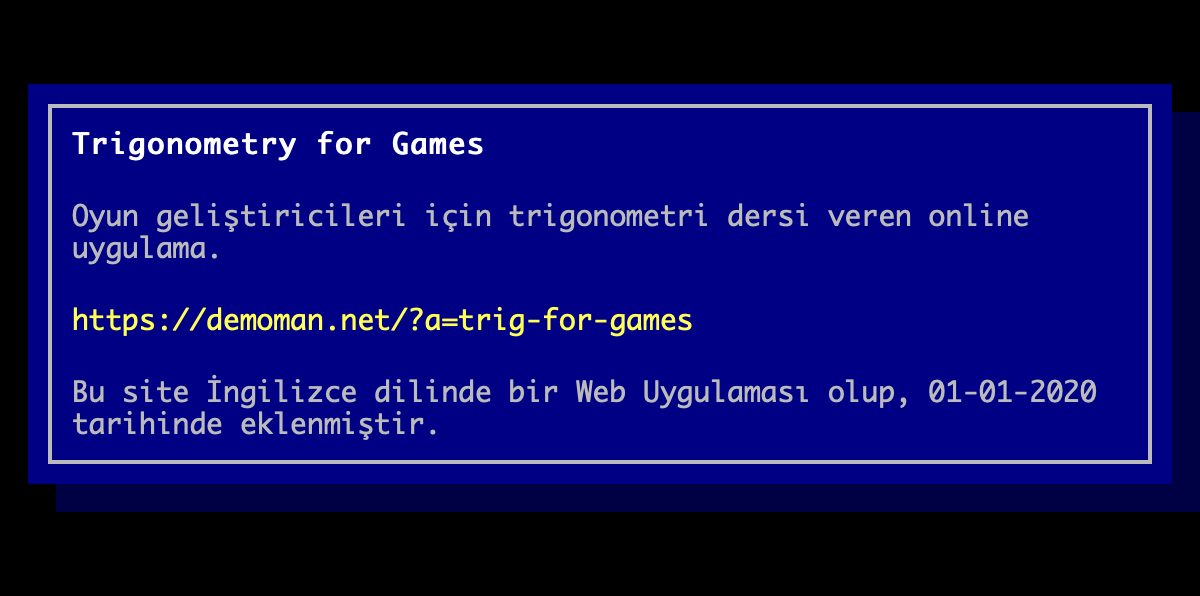 Trigonometry for Games
Oyun geliştiricileri için trigonometri dersi veren online
uygulama.
https://demoman.net/?a=trig-for-games
Bu site İngilizce dilinde bir Web Uygulaması olup, 01-01-2020
tarihinde eklenmiştir.